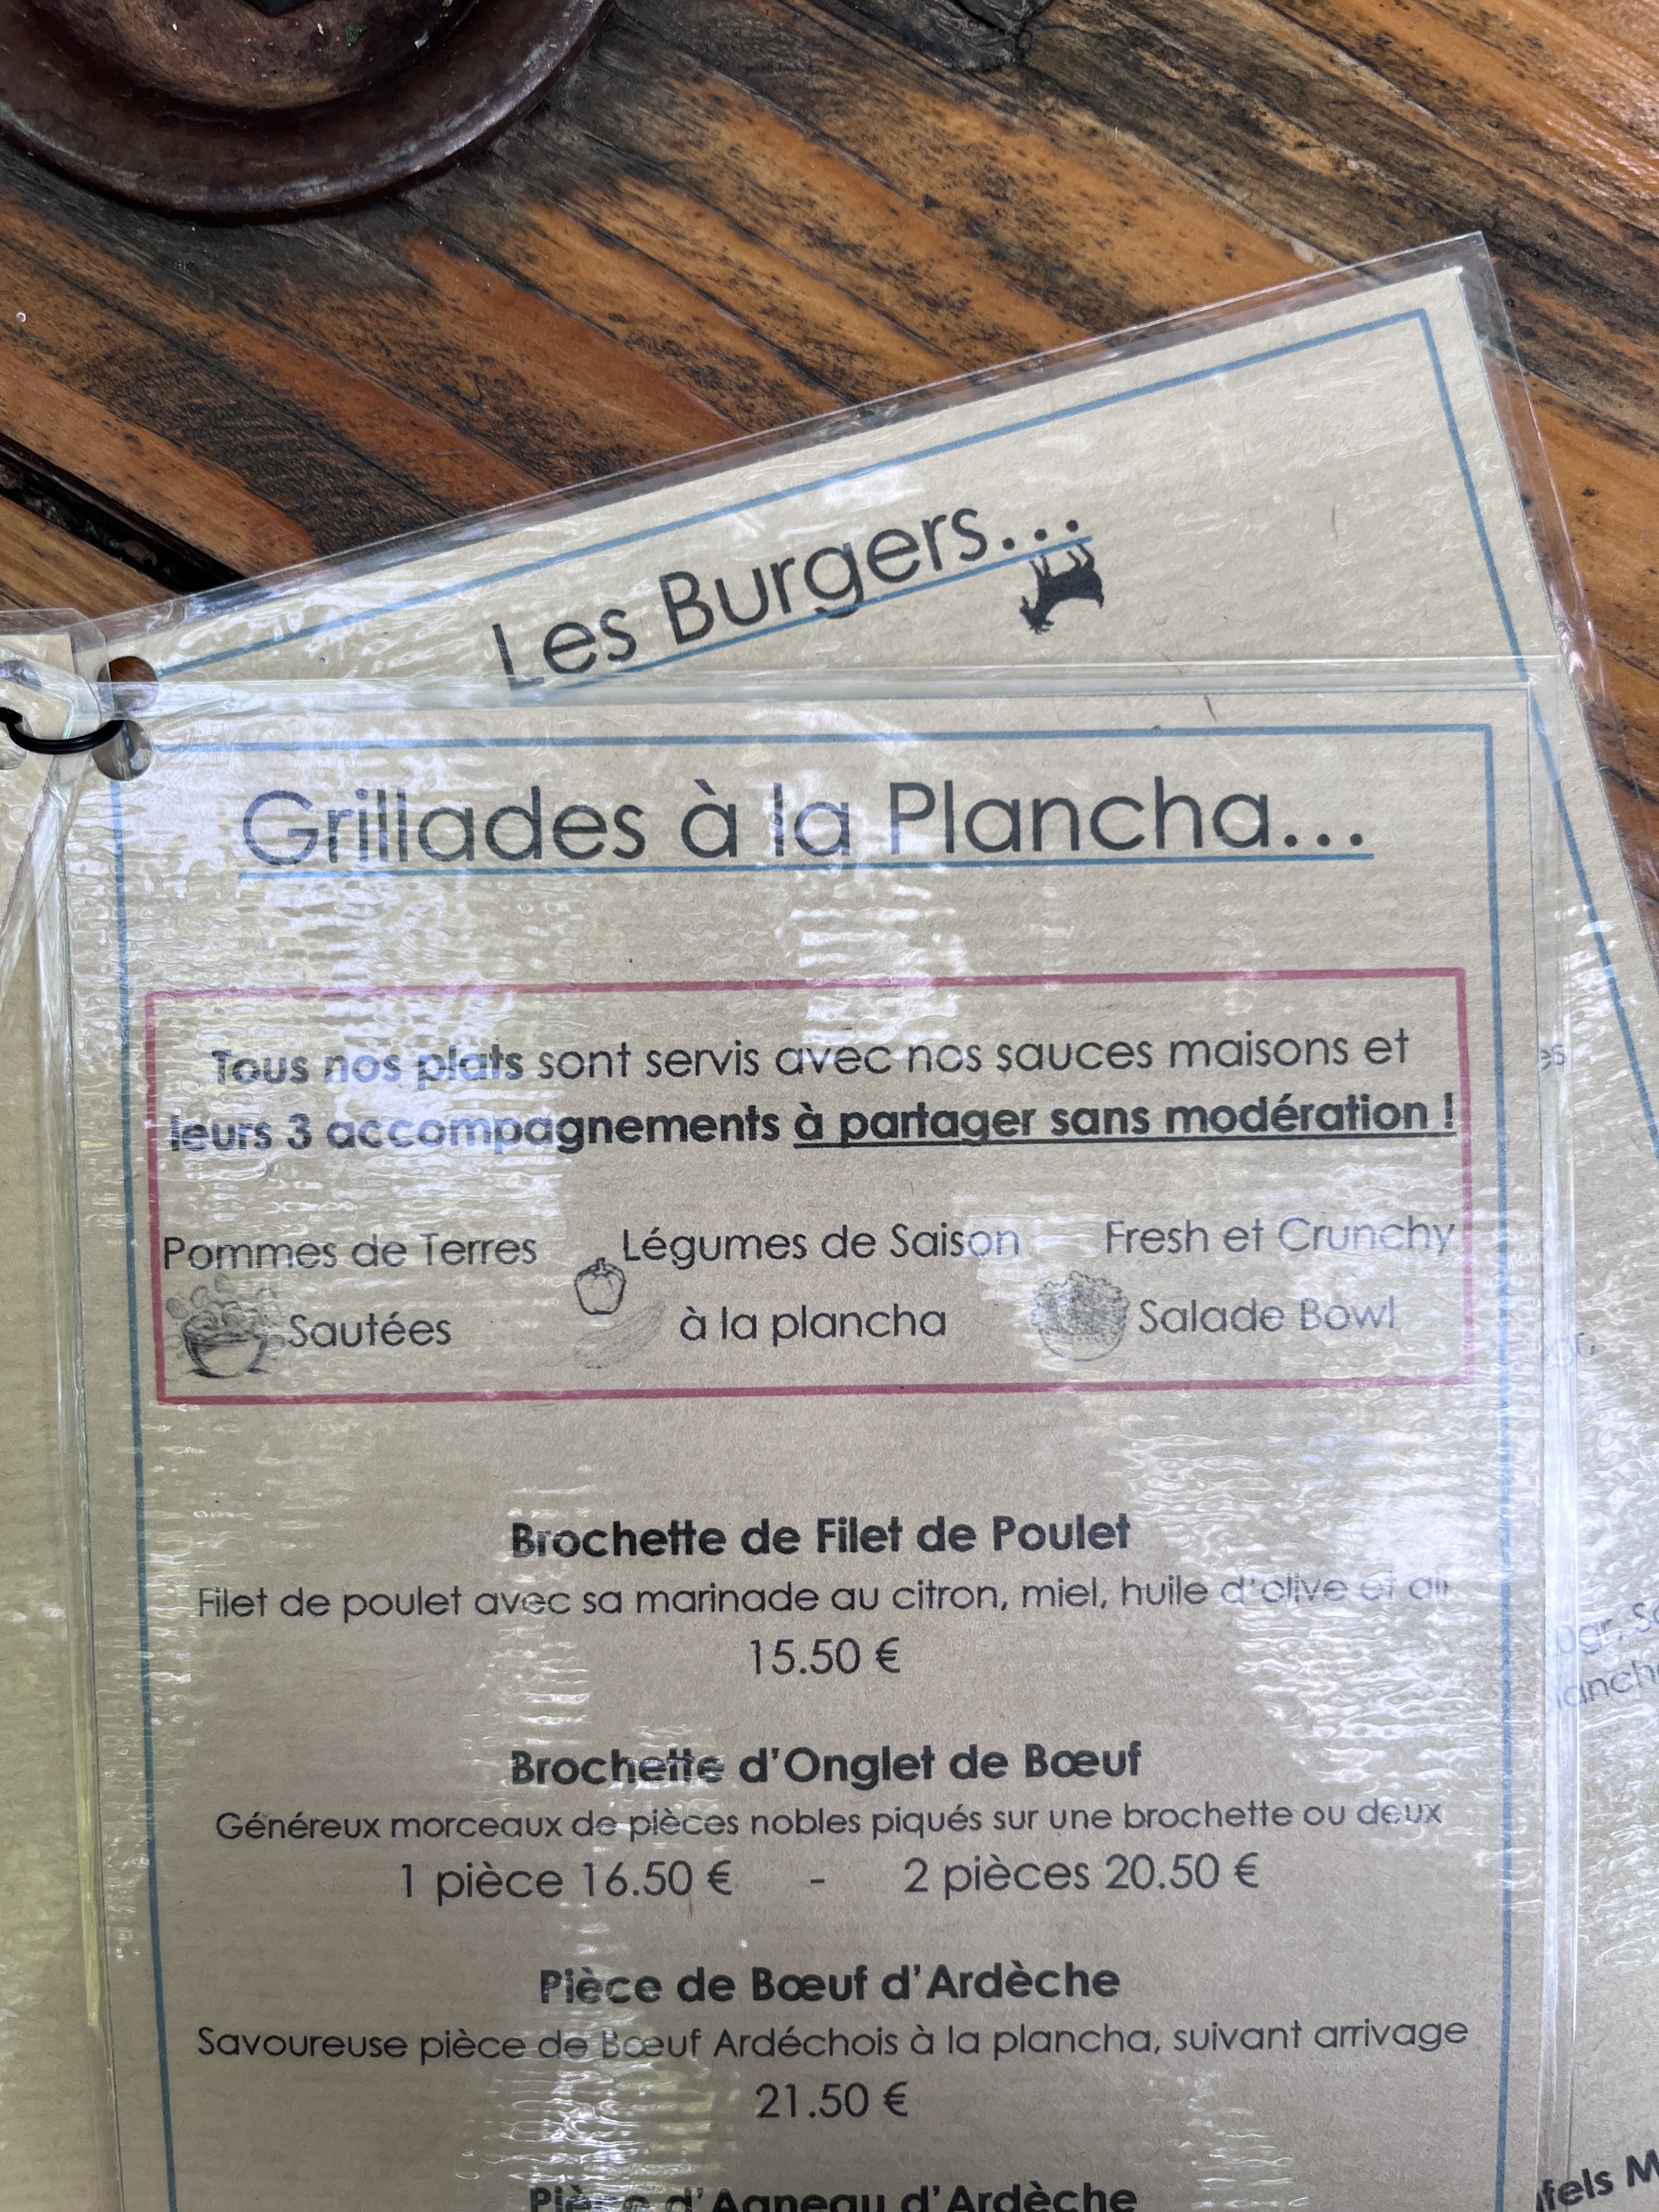 Les Burgers...
Grillades à la Plancha...
Tous nos plats sont servis avec nos sauces maisons et
leurs 3 accompagnements à partager sans modération !
Pommes de Terres
Sautées
Légumes de Saison
à la plancha
Fresh et Crunchy
Salade Bowl
Brochette de Filet de Poulet
Filet de poulet avec sa marinade au citron, miel, huile d'olive et ail
15.50 €
Brochette d'Onglet de Bœuf
Généreux morceaux de pièces nobles piqués sur une brochette ou deux
1 pièce 16.50 € - 2 pièces 20.50 €
Pièce de Bœuf d'Ardèche
Savoureuse pièce de Bœuf Ardéchois à la plancha, suivant arrivage
21.50 €
Pièce d'Agneau d'Ardèche